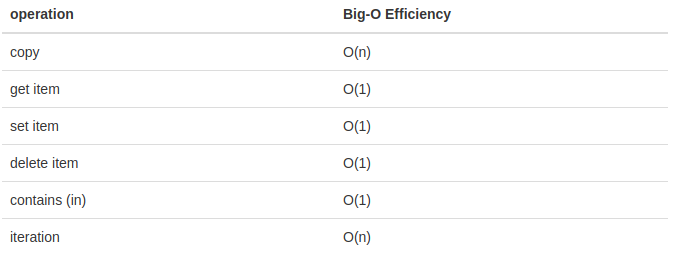 operation Big-O Efficiency
copy O(n)
get item O(1)
set item O(1)
delete item O(1)
contains (in) O(1)
iteration O(n)